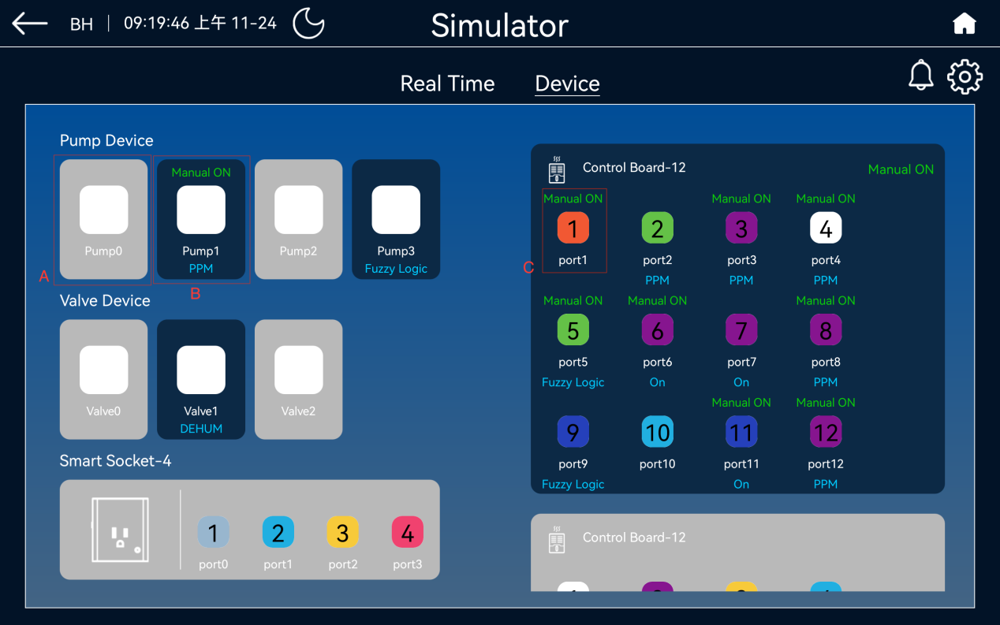 BH | 09:19:46 上午 11-24
Simulator
Real Time
Device
Pump Device
Pump0
Manual ON
Pump1
PPM
Pump2
Pump3
Fuzzy Logic
A
B
Valve Device
Valve0
Valve1
DEHUM
Valve2
Smart Socket-4
1 2 3 4
port0 port1 port2 port3
Control Board-12
Manual ON
Manual ON Manual ON Manual ON
1 2 3 4
port1 port2 port3 port4
C
PPM PPM PPM
Manual ON Manual ON Manual ON
5 6 7 8
port5 port6 port7 port8
Fuzzy Logic On On PPM
Manual ON Manual ON
9 10 11 12
port9 port10 port11 port12
Fuzzy Logic On PPM
Control Board-12